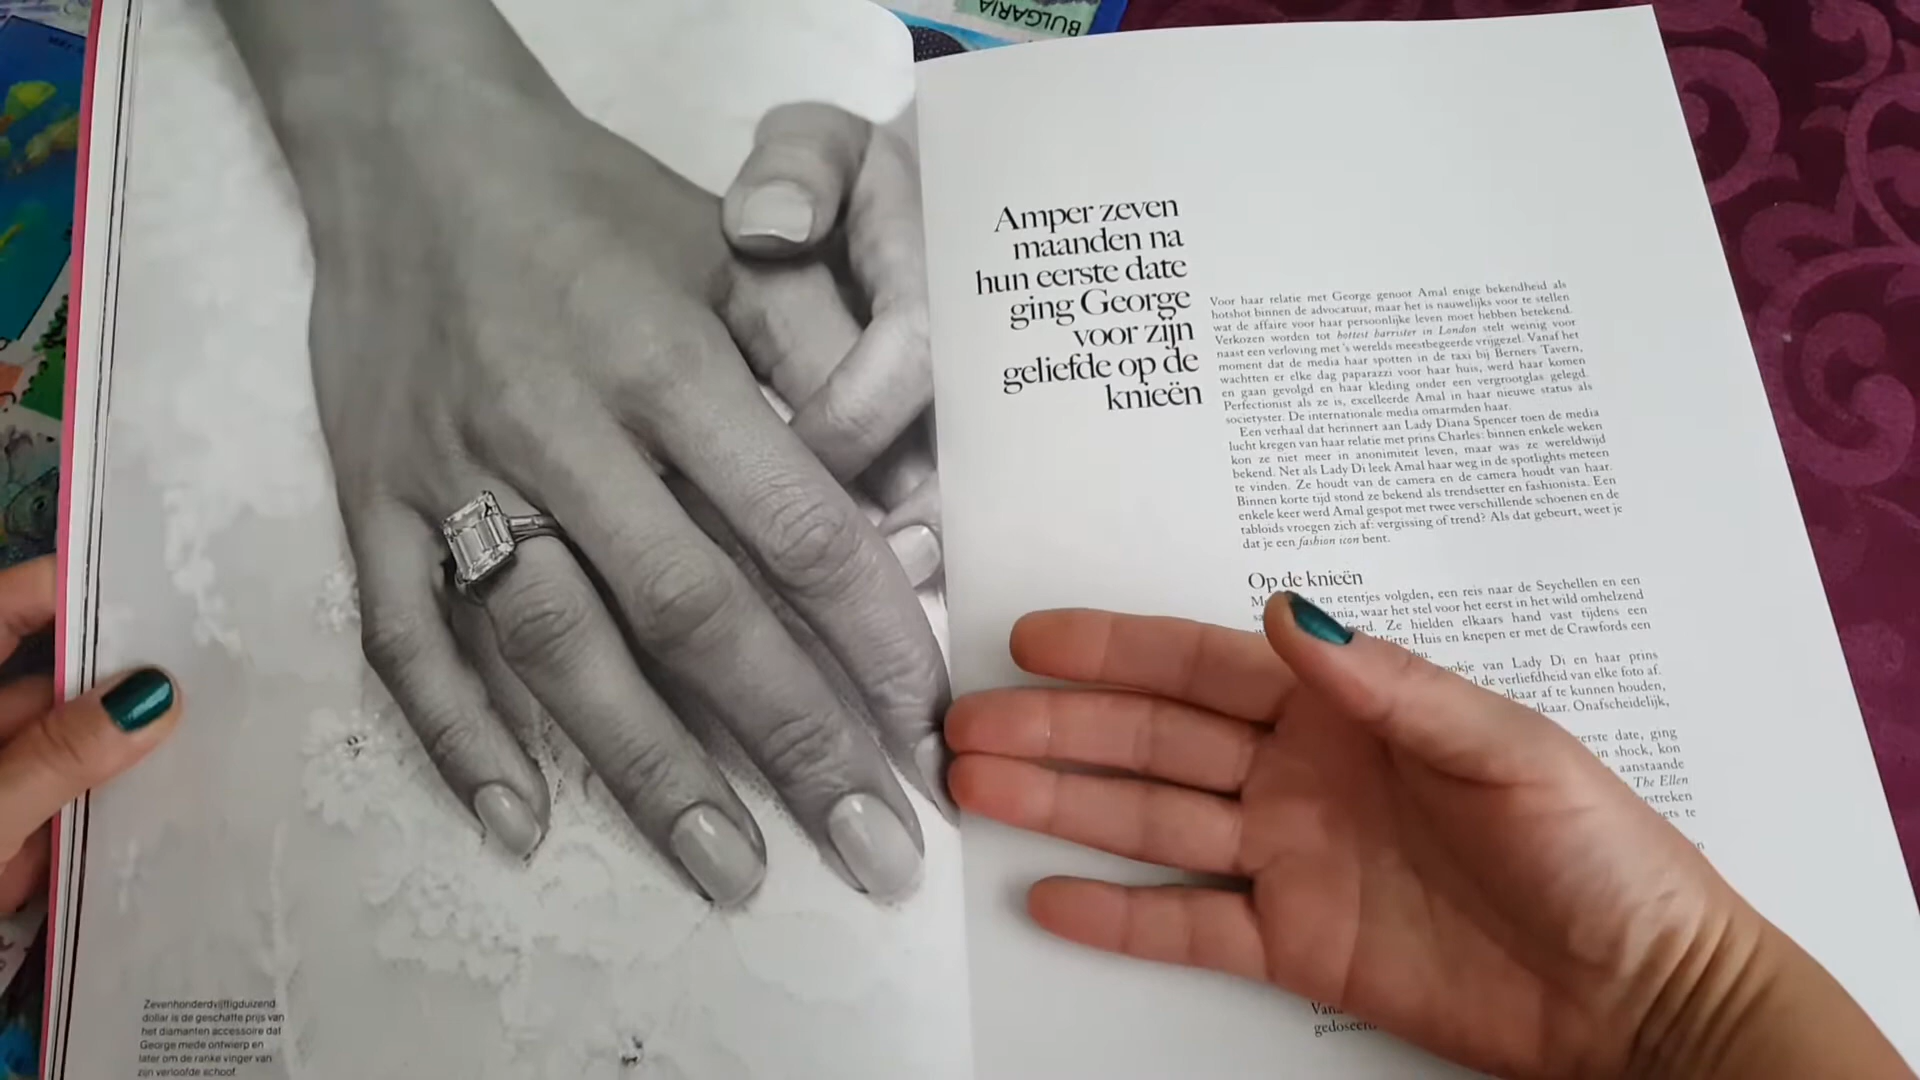 BULGARIA
Amper zeven
maanden na
hun eerste date
ging George
voor zijn
geliefde op de
knieën
Voor haar relatie met George genoot Amal enige bekendheid als
hotshot binnen de advocatuur, maar het is nauwelijks voor te stellen
wat de affaire voor haar persoonlijke leven moet hebben betekend.
Verkozen worden tot hottest barrister in London stelt weinig voor
naast een verloving met 's werelds meestbegeerde vrijgezel. Vanaf het
moment dat de media haar spotten in de taxi bij Berners Tavern,
wachtten er elke dag paparazzi voor haar huis, werd haar komen
en gaan gevolgd en haar kleding onder een vergrootglas gelegd.
Perfectionist als ze is, excelleerde Amal in haar nieuwe status als
societyster. De internationale media omarmden haar.
Een verhaal dat herinnert aan Lady Diana Spencer toen de media
lucht kregen van haar relatie met prins Charles: binnen enkele weken
kon ze niet meer in anonimiteit leven, maar was ze wereldwijd
bekend. Net als Lady Di leek Amal haar weg in de spotlights meteen
te vinden. Ze houdt van de camera en de camera houdt van haar.
Binnen korte tijd stond ze bekend als trendsetter en fashionista. Een
enkele keer werd Amal gespot met twee verschillende schoenen en de
tabloids vroegen zich af: vergissing of trend? Als dat gebeurt, weet je
dat je een fashion icon bent.
Op de knieën
en etentjes volgden, een reis naar de Seychellen en een
waar het stel voor het eerst in het wild omhelzend
Ze hielden elkaars hand vast tijdens een
Witte Huis en knepen er met de Crawfords een
van Lady Di en haar prins
de verliefdheid van elke foto af.
af te kunnen houden,
elkaar. Onafscheidelijk,
eerste date, ging
in shock, kon
aanstaande
The Ellen
te
gedoseerd
Zevenhonderdvijftigduizend
dollar is de geschatte prijs van
het diamanten accessoire dat
George mede ontwierp en
later om de ranke vinger van
zijn verloofde schoof.